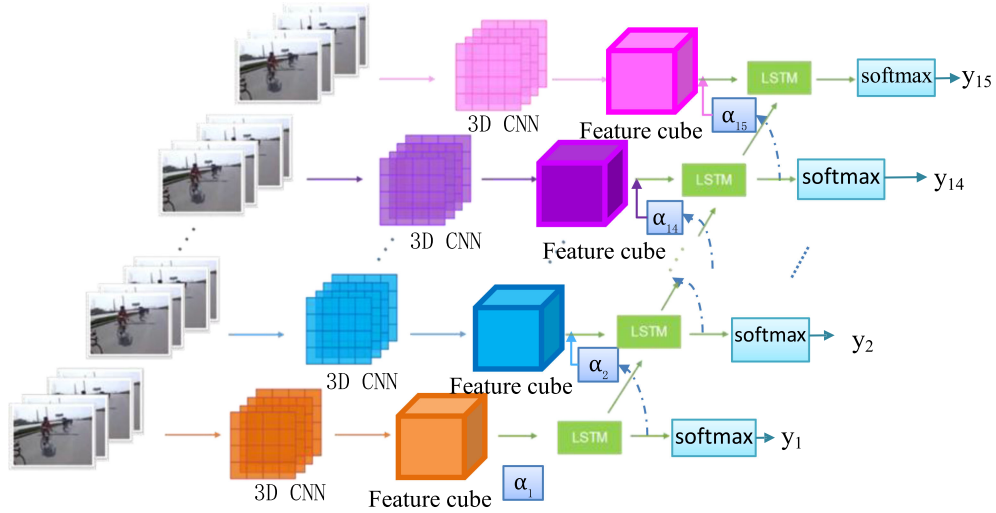 LSTM
softmax
y15
3D CNN
α15
Feature cube
LSTM
softmax
y14
3D CNN
α14
Feature cube
LSTM
softmax
y2
3D CNN
α2
Feature cube
LSTM
softmax
y1
3D CNN
α1
Feature cube